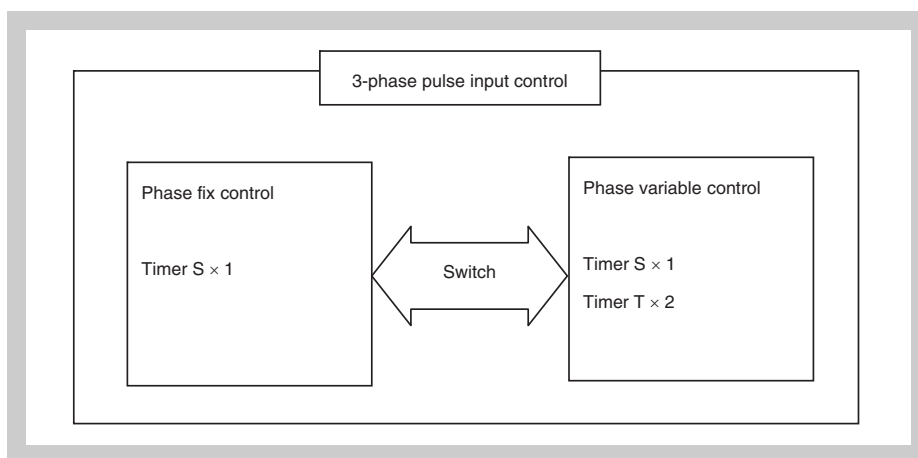 3-phase pulse input control
Phase fix control
Timer S × 1
Switch
Phase variable control
Timer S × 1
Timer T × 2